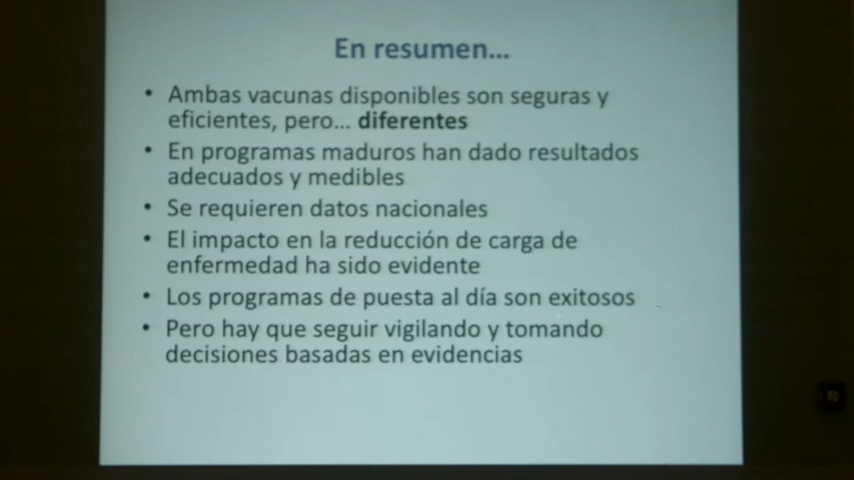 En resumen...
• Ambas vacunas disponibles son seguras y
eficientes, pero... diferentes
• En programas maduros han dado resultados
adecuados y medibles
• Se requieren datos nacionales
• El impacto en la reducción de carga de
enfermedad ha sido evidente
• Los programas de puesta al día son exitosos
• Pero hay que seguir vigilando y tomando
decisiones basadas en evidencias